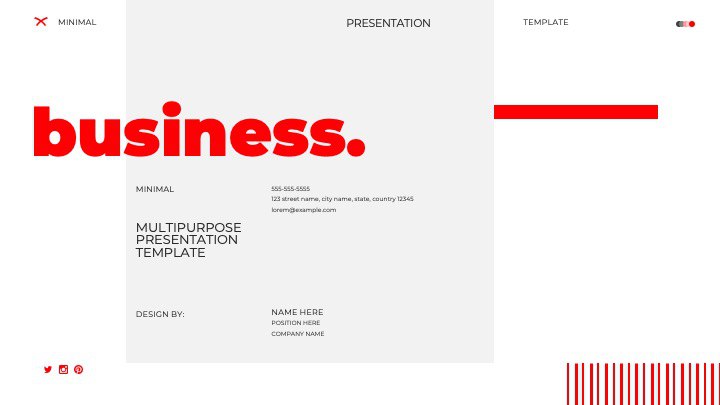 MINIMAL
PRESENTATION
TEMPLATE
business.
MINIMAL
555-555-5555
123 street name, city name, state, country 12345
lorem@example.com
MULTIPURPOSE
PRESENTATION
TEMPLATE
DESIGN BY:
NAME HERE
POSITION HERE
COMPANY NAME